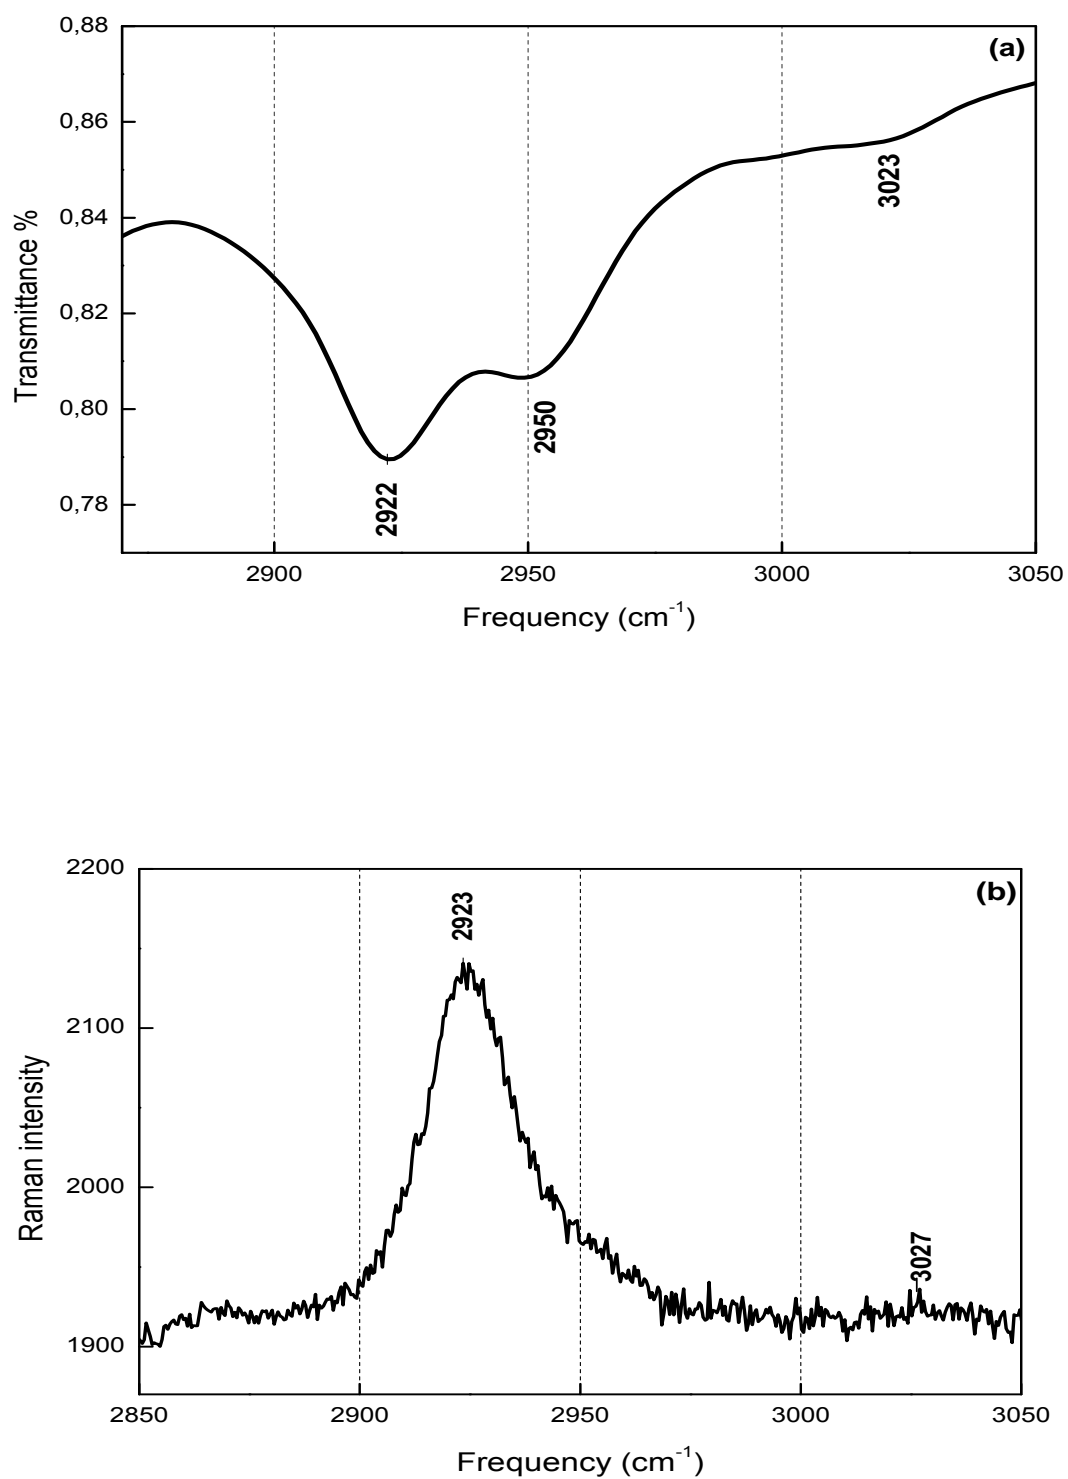 0,88
(a)
0,86
3023
0,84
Transmittance %
0,82
0,80
2950
2922
0,78
2900 2950 3000 3050
Frequency (cm⁻¹)
2200
(b)
2923
2100
Raman intensity
2000
3027
1900
2850 2900 2950 3000 3050
Frequency (cm⁻¹)